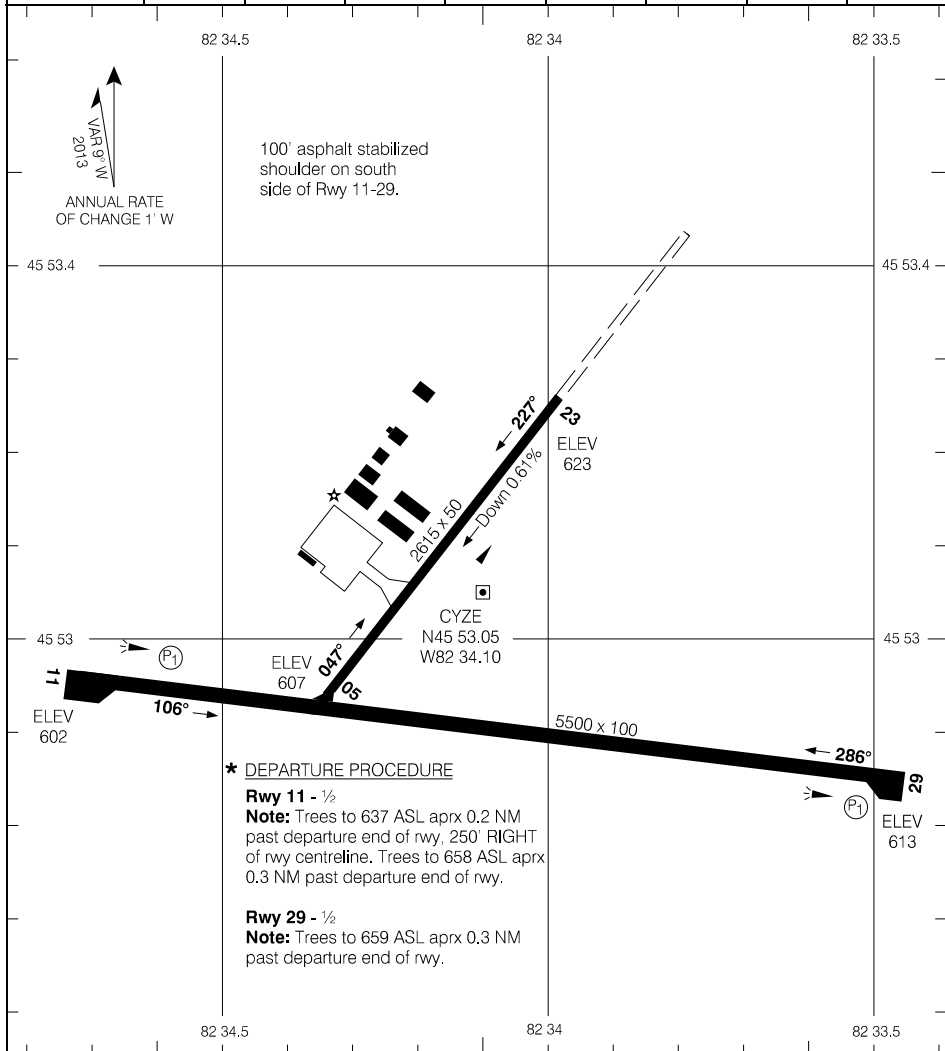 82 34.5
82 34
82 33.5
VAR 9° W
2013
ANNUAL RATE
OF CHANGE 1' W
100' asphalt stabilized
shoulder on south
side of Rwy 11-29.
45 53.4
45 53.4
227°
23
ELEV
623
Down 0.61%
2615 x 50
CYZE
N45 53.05
W82 34.10
45 53
45 53
P1
047°
05
ELEV
607
11
ELEV
602
106°
5500 x 100
286°
29
P1
ELEV
613
* DEPARTURE PROCEDURE
Rwy 11 - ½
Note: Trees to 637 ASL aprx 0.2 NM
past departure end of rwy, 250' RIGHT
of rwy centreline. Trees to 658 ASL aprx
0.3 NM past departure end of rwy.
Rwy 29 - ½
Note: Trees to 659 ASL aprx 0.3 NM
past departure end of rwy.
82 34.5
82 34
82 33.5